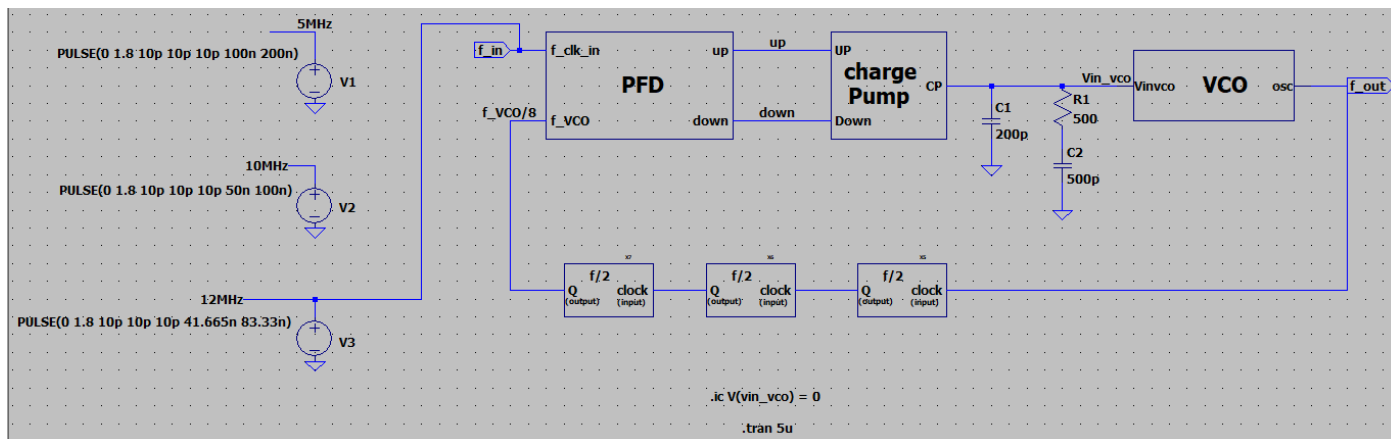 5MHz
PULSE(0 1.8 10p 10p 10p 100n 200n)
V1
10MHz
PULSE(0 1.8 10p 10p 10p 50n 100n)
V2
12MHz
PULSE(0 1.8 10p 10p 10p 41.665n 83.33n)
V3
f_in
f_clk_in
PFD
up
f_VCO/8
f_VCO
down
up
down
UP
charge
Pump
CP
Down
C1
200p
Vin_vco
R1
500
C2
500p
Vinvco
VCO
osc
f_out
X7
f/2
Q
clock
(output)
(input)
X6
f/2
Q
clock
(output)
(input)
X5
f/2
Q
clock
(output)
(input)
.ic V(vin_vco) = 0
.tran 5u